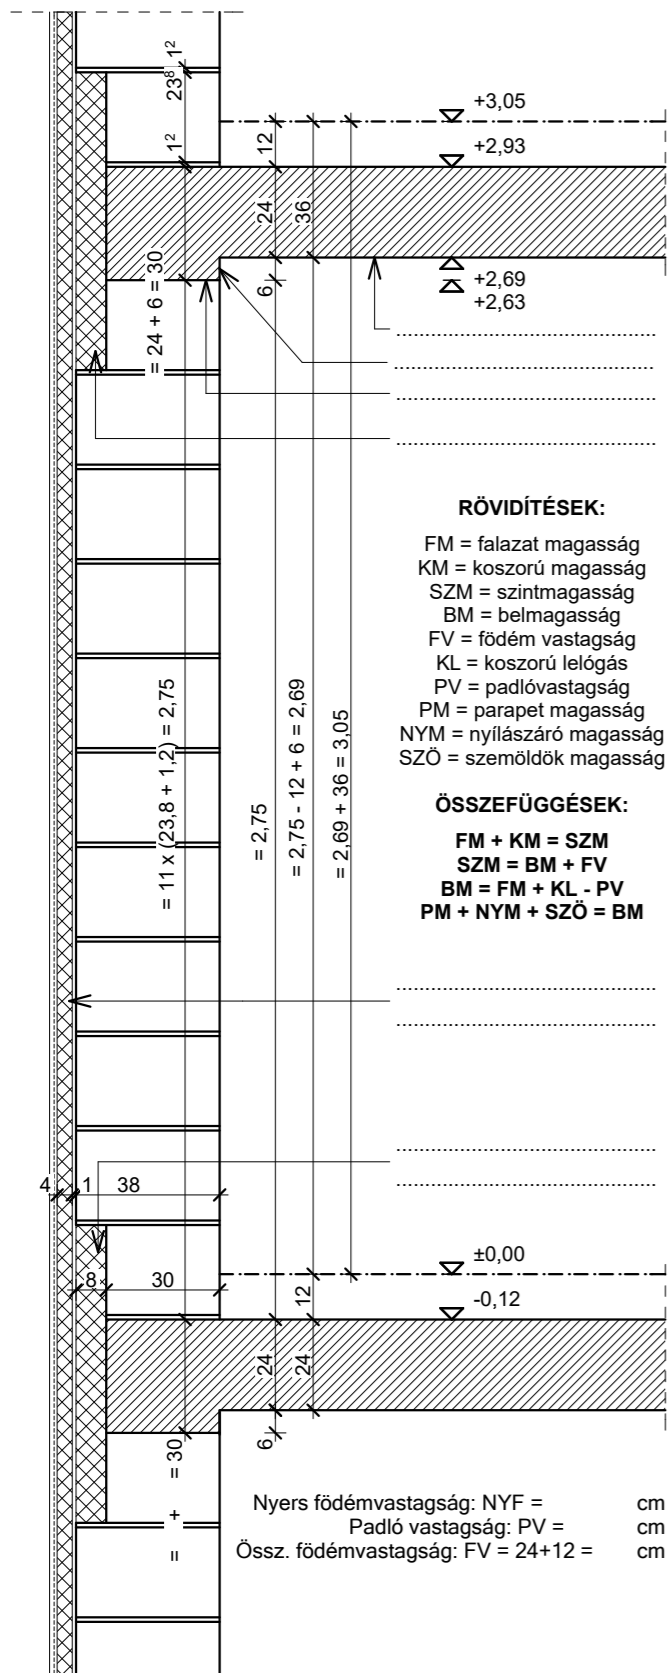 1²
23⁸
1²
+3,05
12
+2,93
24
36
= 24 + 6 = 30
6
+2,69
+2,63
........................................
........................................
........................................
........................................
RÖVIDÍTÉSEK:
FM = falazat magasság
KM = koszorú magasság
SZM = szintmagasság
BM = belmagasság
FV = födém vastagság
KL = koszorú lelógás
PV = padlóvastagság
PM = parapet magasság
NYM = nyílászáró magasság
SZÖ = szemöldök magasság
= 11 x (23,8 + 1,2) = 2,75
= 2,75
= 2,75 - 12 + 6 = 2,69
= 2,69 + 36 = 3,05
ÖSSZEFÜGGÉSEK:
FM + KM = SZM
SZM = BM + FV
BM = FM + KL - PV
PM + NYM + SZÖ = BM
........................................
........................................
........................................
........................................
4 1 38
±0,00
8 30
12
-0,12
24
24
6
= + = 30
Nyers födémvastagság: NYF = cm
Padló vastagság: PV = cm
Össz. födémvastagság: FV = 24+12 = cm